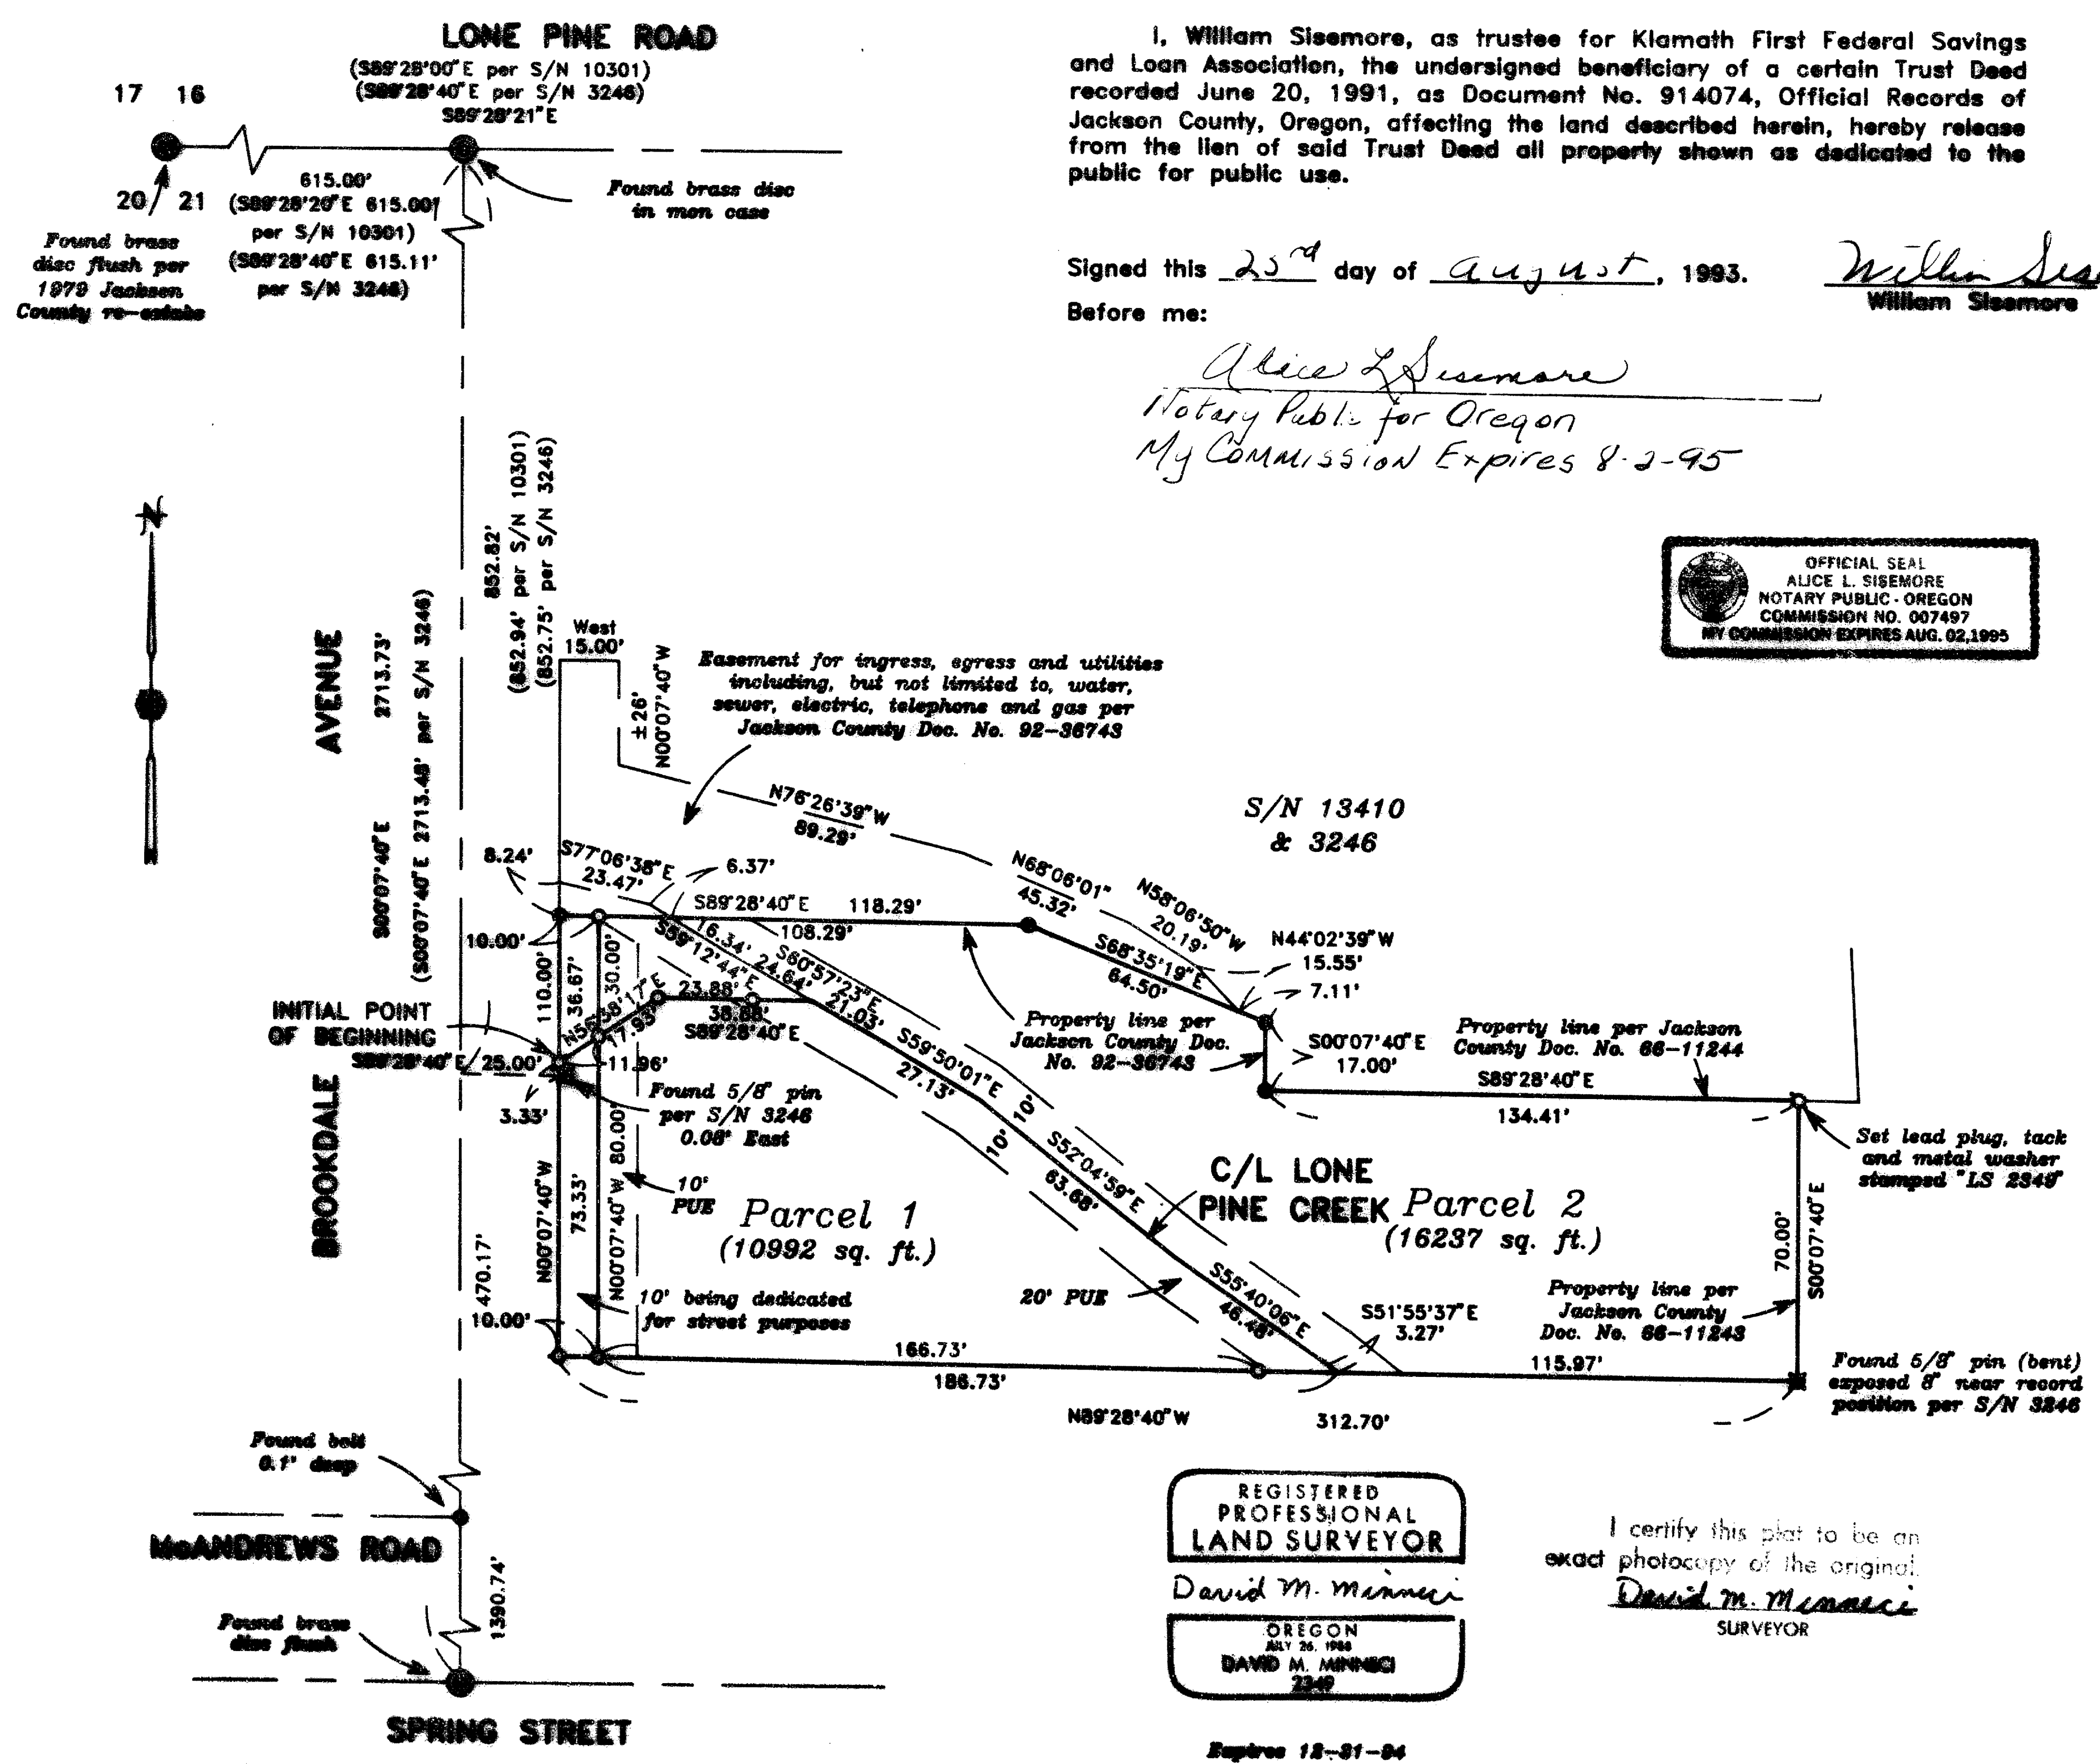 LONE PINE ROAD
(S89°28'00"E per S/N 10301)
(S89°28'40"E per S/N 3246)
S89°28'21"E
17 16
20 21
615.00'
(S89°28'20"E 615.00'
per S/N 10301)
(S89°28'40"E 615.11'
per S/N 3246)
Found brass disc
in mon case
Found brass
disc flush per
1979 Jackson
County re-estabs
I, William Sisemore, as trustee for Klamath First Federal Savings
and Loan Association, the undersigned beneficiary of a certain Trust Deed
recorded June 20, 1991, as Document No. 914074, Official Records of
Jackson County, Oregon, affecting the land described herein, hereby release
from the lien of said Trust Deed all property shown as dedicated to the
public for public use.
Signed this 23rd day of august, 1993.
William Sisemore
Before me:
Alice L Sisemore
Notary Public for Oregon
My Commission Expires 8-2-95
OFFICIAL SEAL
ALICE L. SISEMORE
NOTARY PUBLIC - OREGON
COMMISSION NO. 007497
MY COMMISSION EXPIRES AUG. 02,1995
N
BROOKDALE AVENUE
S00°07'40"E 2713.73'
(S00°07'40"E 2713.48' per S/N 3246)
852.82'
(852.94' per S/N 10301)
(852.75' per S/N 3246)
West
15.00'
±26'
N00°07'40"W
Easement for ingress, egress and utilities
including, but not limited to, water,
sewer, electric, telephone and gas per
Jackson County Doc. No. 92-36743
N76°26'39"W
89.29'
S/N 13410
& 3246
8.24'
S77°06'38"E
23.47'
6.37'
N68°06'01"
45.32'
N58°06'50"W
20.19'
N44°02'39"W
15.55'
7.11'
S89°28'40"E 118.29'
108.29'
10.00'
16.34'
S59°12'44"E
24.64'
S60°57'23"E
21.03'
S68°35'19"E
64.50'
110.00'
36.67'
30.00'
N56°38'17"E
17.93'
23.88'
38.88'
S89°28'40"E
INITIAL POINT
OF BEGINNING
S89°28'40"E 25.00'
11.96'
3.33'
Found 5/8" pin
per S/N 3246
0.08' East
S59°50'01"E
27.13'
Property line per
Jackson County Doc.
No. 92-36743
S00°07'40"E
17.00'
Property line per Jackson
County Doc. No. 66-11244
S89°28'40"E
134.41'
Set lead plug, tack
and metal washer
stamped "LS 2349"
10'
10'
S52°04'59"E
63.68'
C/L LONE
PINE CREEK
N00°07'40"W
73.33'
N00°07'40"W 80.00'
10'
PUE
Parcel 1
(10992 sq. ft.)
Parcel 2
(16237 sq. ft.)
70.00'
S00°07'40"E
470.17'
10' being dedicated
for street purposes
10.00'
20' PUE
S55°40'06"E
46.48'
S51°55'37"E
3.27'
Property line per
Jackson County
Doc. No. 66-11243
166.73'
186.73'
115.97'
N89°28'40"W
312.70'
Found 5/8" pin (bent)
exposed 8" near record
position per S/N 3246
Found bolt
0.1' deep
McANDREWS ROAD
1390.74'
Found brass
disc flush
SPRING STREET
REGISTERED
PROFESSIONAL
LAND SURVEYOR
David M. Minneci
OREGON
JULY 26, 1988
DAVID M. MINNECI
2349
Expires 12-31-94
I certify this plat to be an
exact photocopy of the original.
David M. Minneci
SURVEYOR